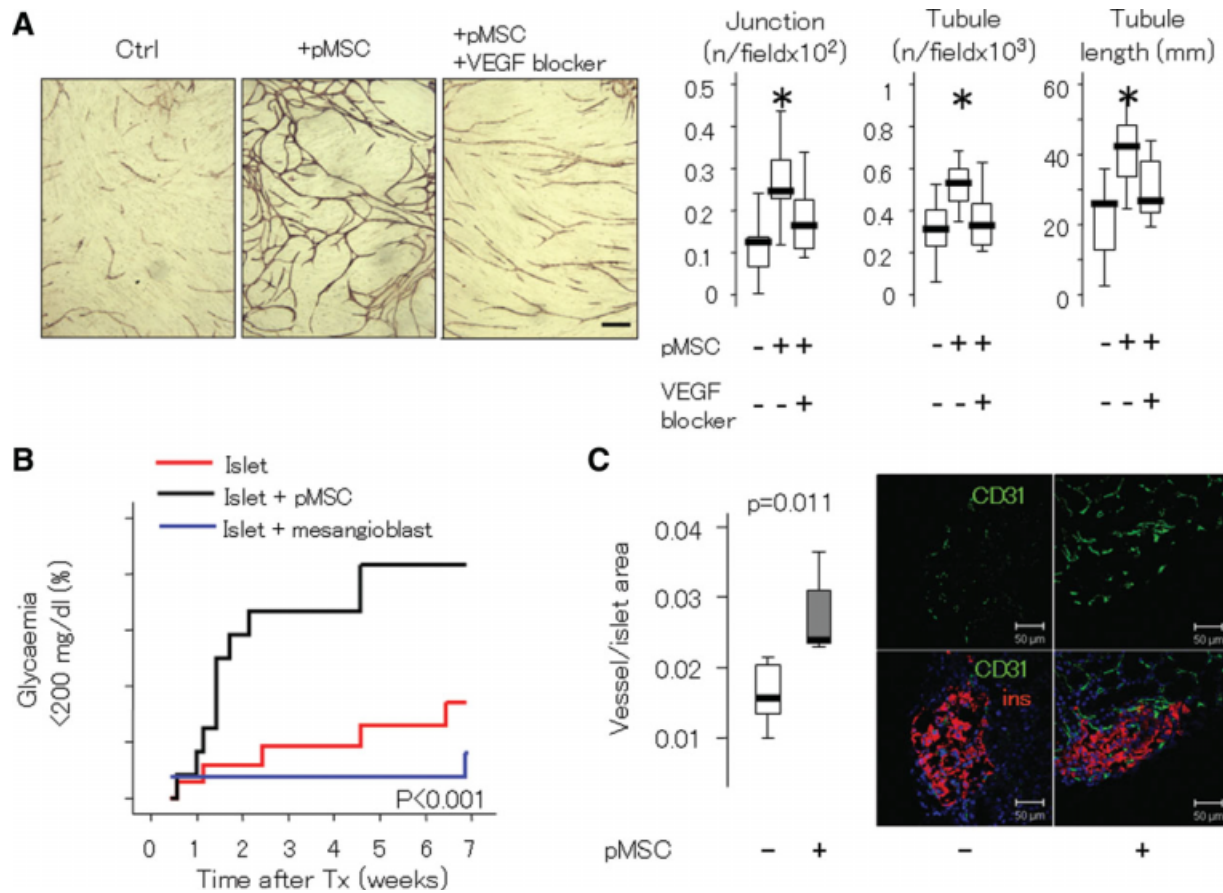 A
Ctrl
+pMSC
+pMSC
+VEGF blocker
Junction
(n/fieldx10²)
0.5
0.4
0.3
0.2
0.1
0
*
Tubule
(n/fieldx10³)
1
0.8
0.6
0.4
0.2
0
*
Tubule
length (mm)
60
40
20
0
*
pMSC
- + +
- + +
- + +
VEGF
blocker
- - +
- - +
- - +
B
Islet
Islet + pMSC
Islet + mesangioblast
Glycaemia
<200 mg/dl (%)
P<0.001
0 1 2 3 4 5 6 7
Time after Tx (weeks)
C
p=0.011
Vessel/islet area
0.04
0.03
0.02
0.01
CD31
50 µm
50 µm
CD31
ins
50 µm
50 µm
pMSC
- +
- +